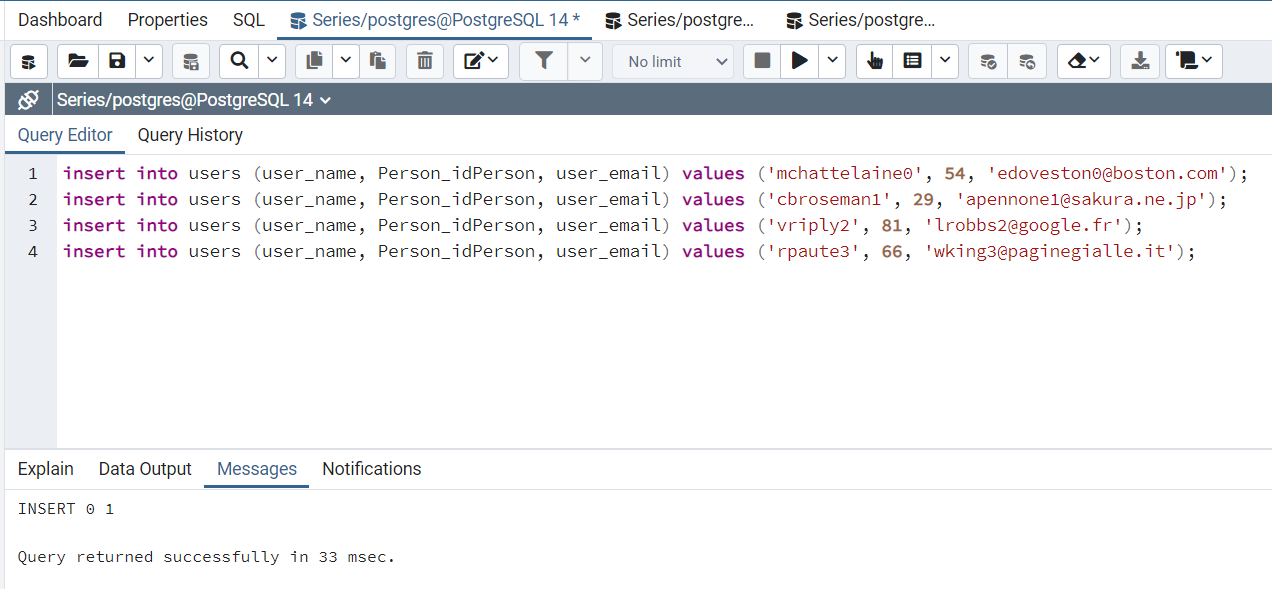 Dashboard Properties SQL Series/postgres@PostgreSQL 14 * Series/postgre... Series/postgre...
No limit
Series/postgres@PostgreSQL 14
Query Editor Query History
1 insert into users (user_name, Person_idPerson, user_email) values ('mchattelaine0', 54, 'edoveston0@boston.com');
2 insert into users (user_name, Person_idPerson, user_email) values ('cbroseman1', 29, 'apennone1@sakura.ne.jp');
3 insert into users (user_name, Person_idPerson, user_email) values ('vriply2', 81, 'lrobbs2@google.fr');
4 insert into users (user_name, Person_idPerson, user_email) values ('rpaute3', 66, 'wking3@paginegialle.it');
Explain Data Output Messages Notifications
INSERT 0 1
Query returned successfully in 33 msec.